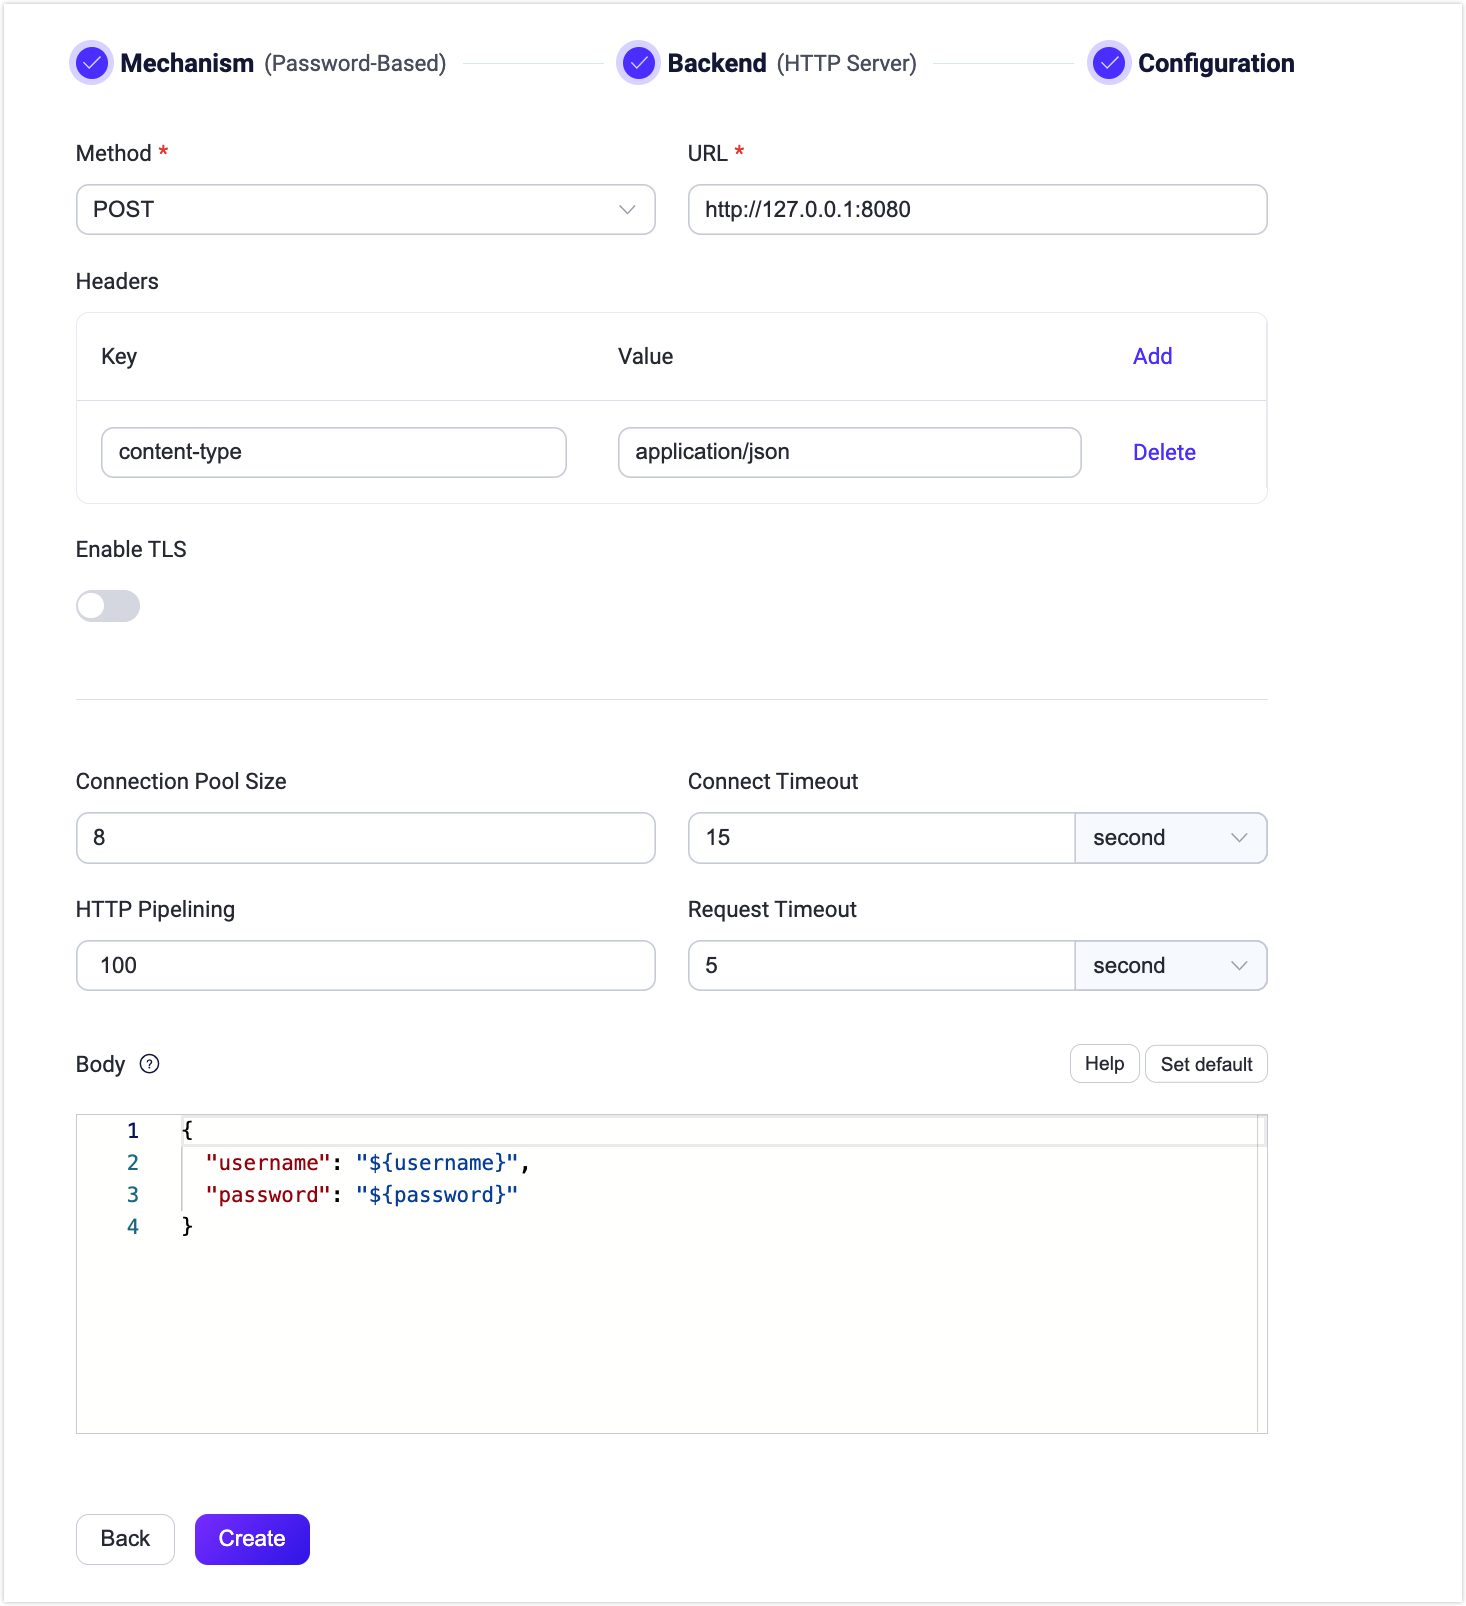 Mechanism (Password-Based) Backend (HTTP Server) Configuration
Method * URL *
POST http://127.0.0.1:8080
Headers
Key Value Add
content-type application/json Delete
Enable TLS
Connection Pool Size Connect Timeout
8 15 second
HTTP Pipelining Request Timeout
100 5 second
Body ? Help Set default
1 {
2 "username": "${username}",
3 "password": "${password}"
4 }
Back Create